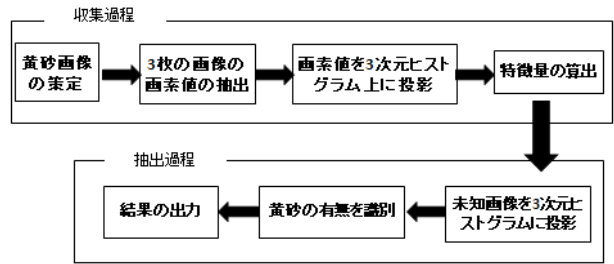 収集過程
黄砂画像
の策定
3枚の画像の
画素値の抽出
画素値を3次元ヒスト
グラム上に投影
特徴量の算出
抽出過程
未知画像を3次元ヒ
ストグラムに投影
黄砂の有無を識別
結果の出力